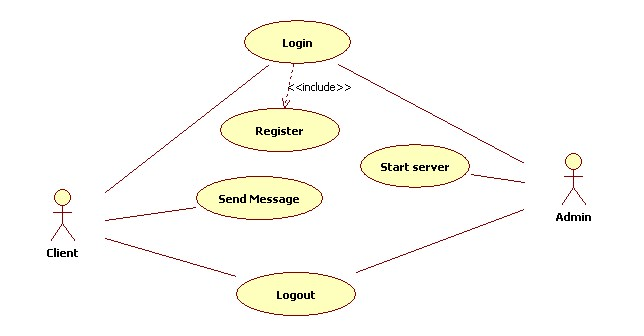 Login
<<include>>
Register
Start server
Send Message
Admin
Client
Logout